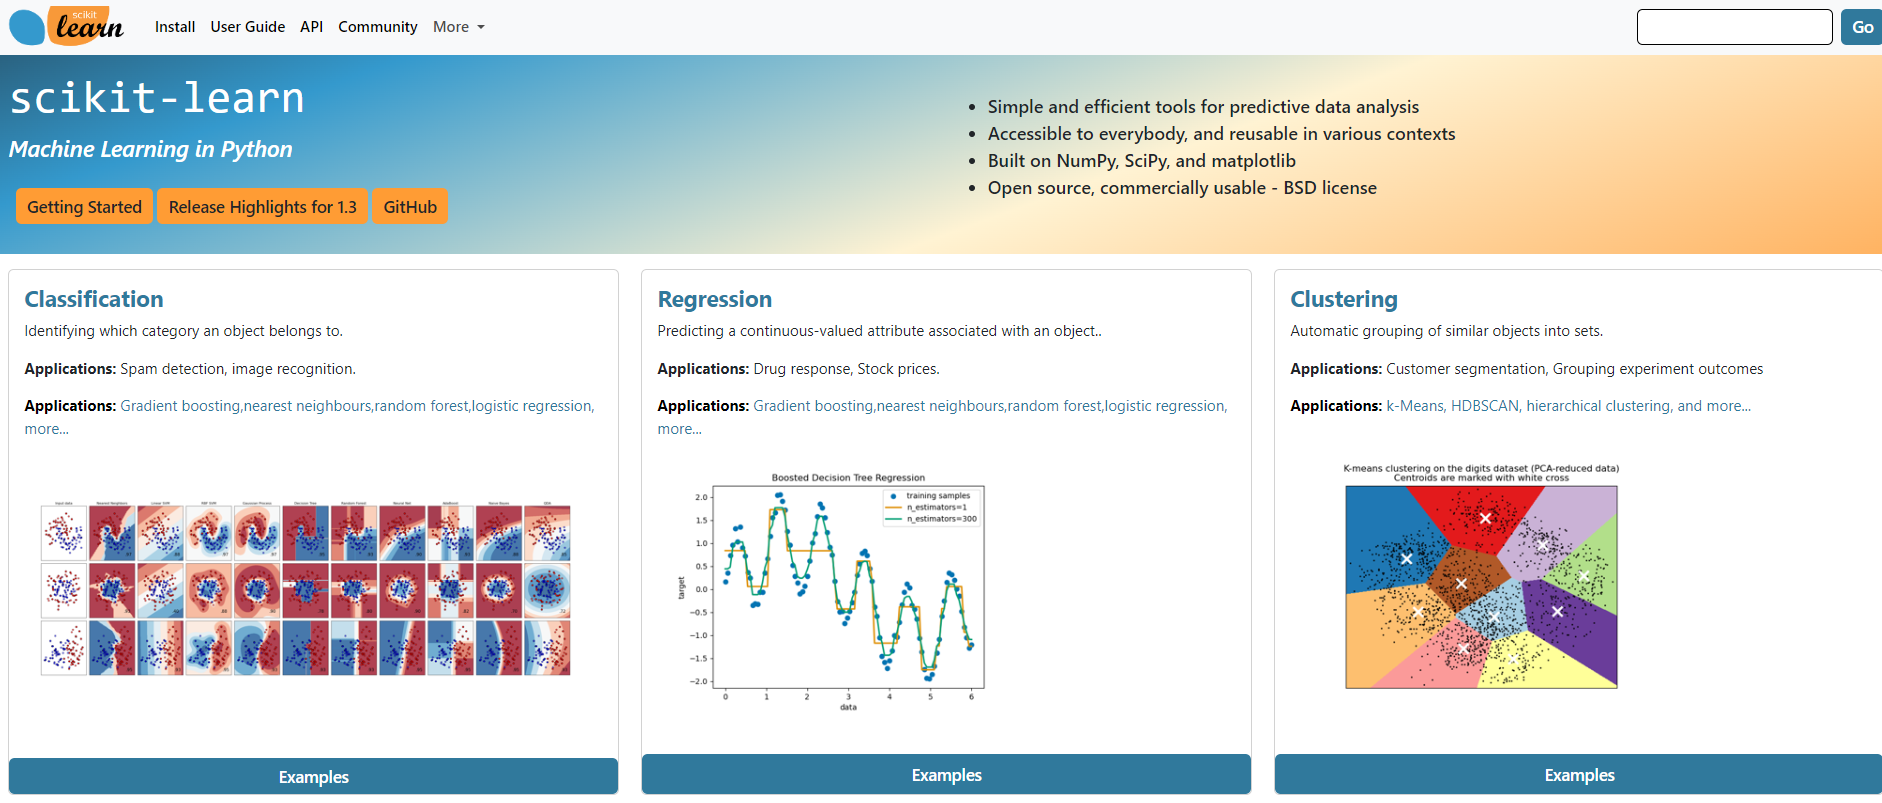 scikit
learn
Install User Guide API Community More
Go
scikit-learn
Machine Learning in Python
Getting Started Release Highlights for 1.3 GitHub
Simple and efficient tools for predictive data analysis
Accessible to everybody, and reusable in various contexts
Built on NumPy, SciPy, and matplotlib
Open source, commercially usable - BSD license
Classification
Identifying which category an object belongs to.
Applications: Spam detection, image recognition.
Applications: Gradient boosting,nearest neighbours,random forest,logistic regression,
more...
Examples
Regression
Predicting a continuous-valued attribute associated with an object..
Applications: Drug response, Stock prices.
Applications: Gradient boosting,nearest neighbours,random forest,logistic regression,
more...
Boosted Decision Tree Regression
training samples
n_estimators=1
n_estimators=300
target
2.0
1.5
1.0
0.5
0.0
−0.5
−1.0
−1.5
−2.0
0 1 2 3 4 5 6
data
Examples
Clustering
Automatic grouping of similar objects into sets.
Applications: Customer segmentation, Grouping experiment outcomes
Applications: k-Means, HDBSCAN, hierarchical clustering, and more...
K-means clustering on the digits dataset (PCA-reduced data)
Centroids are marked with white cross
Examples